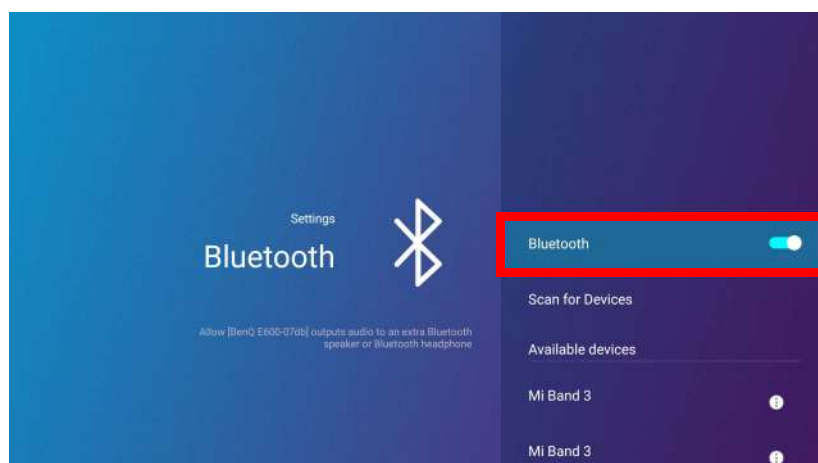 Settings
Bluetooth
Allow [BenQ E600-07db] outputs audio to an extra Bluetooth
speaker or Bluetooth headphone
Bluetooth
Scan for Devices
Available devices
Mi Band 3
Mi Band 3